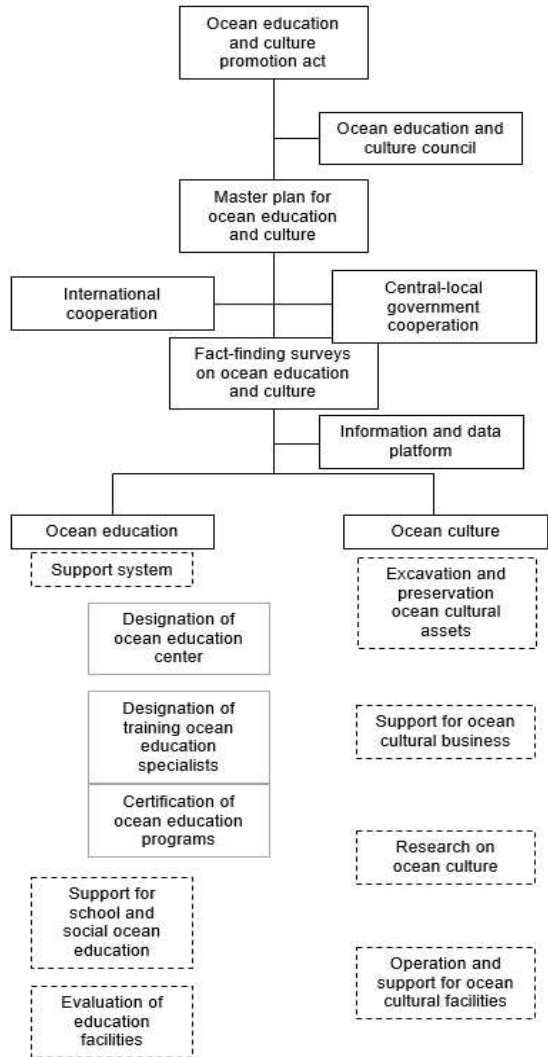 Ocean education
and culture
promotion act
Ocean education and
culture council
Master plan for
ocean education
and culture
International
cooperation
Central-local
government
cooperation
Fact-finding surveys
on ocean education
and culture
Information and data
platform
Ocean education
Support system
Designation of
ocean education
center
Designation of
training ocean
education
specialists
Certification of
ocean education
programs
Support for
school and
social ocean
education
Evaluation of
education
facilities
Ocean culture
Excavation and
preservation
ocean cultural
assets
Support for ocean
cultural business
Research on
ocean culture
Operation and
support for ocean
cultural facilities